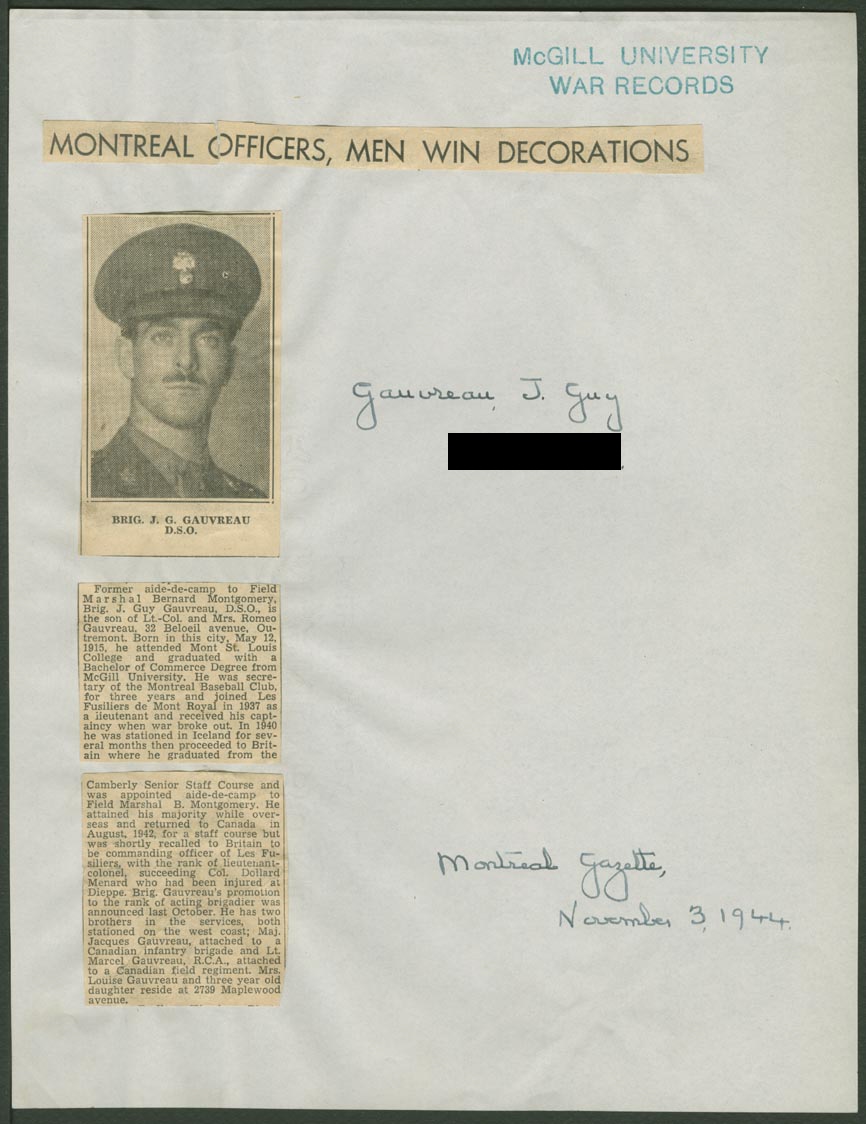 McGILL UNIVERSITY
WAR RECORDS
MONTREAL OFFICERS, MEN WIN DECORATIONS
Gauvreau, J. Guy
BRIG. J. G. GAUVREAU
D.S.O.
Former aide-de-camp to Field
Marshal Bernard Montgomery,
Brig. J. Guy Gauvreau, D.S.O., is
the son of Lt.-Col. and Mrs. Romeo
Gauvreau, 32 Beloeil avenue, Ou-
tremont. Born in this city, May 12,
1915, he attended Mont St. Louis
College and graduated with a
Bachelor of Commerce Degree from
McGill University. He was secre-
tary of the Montreal Baseball Club,
for three years and joined Les
Fusiliers de Mont Royal in 1937 as
a lieutenant and received his capt-
aincy when war broke out. In 1940
he was stationed in Iceland for sev-
eral months then proceeded to Brit-
ain where he graduated from the
Camberly Senior Staff Course and
was appointed aide-de-camp to
Field Marshal B. Montgomery. He
attained his majority while over-
seas and returned to Canada in
August, 1942, for a staff course but
was shortly recalled to Britain to
be commanding officer of Les Fu-
siliers, with the rank of lieutenant-
colonel, succeeding Col. Dollard
Menard who had been injured at
Dieppe. Brig. Gauvreau's promotion
to the rank of acting brigadier was
announced last October. He has two
brothers in the services, both
stationed on the west coast; Maj.
Jacques Gauvreau, attached to a
Canadian infantry brigade and Lt.
Marcel Gauvreau, R.C.A., attached
to a Canadian field regiment. Mrs.
Louise Gauvreau and three year old
daughter reside at 2739 Maplewood
avenue.
Montreal Gazette,
November 3, 1944.